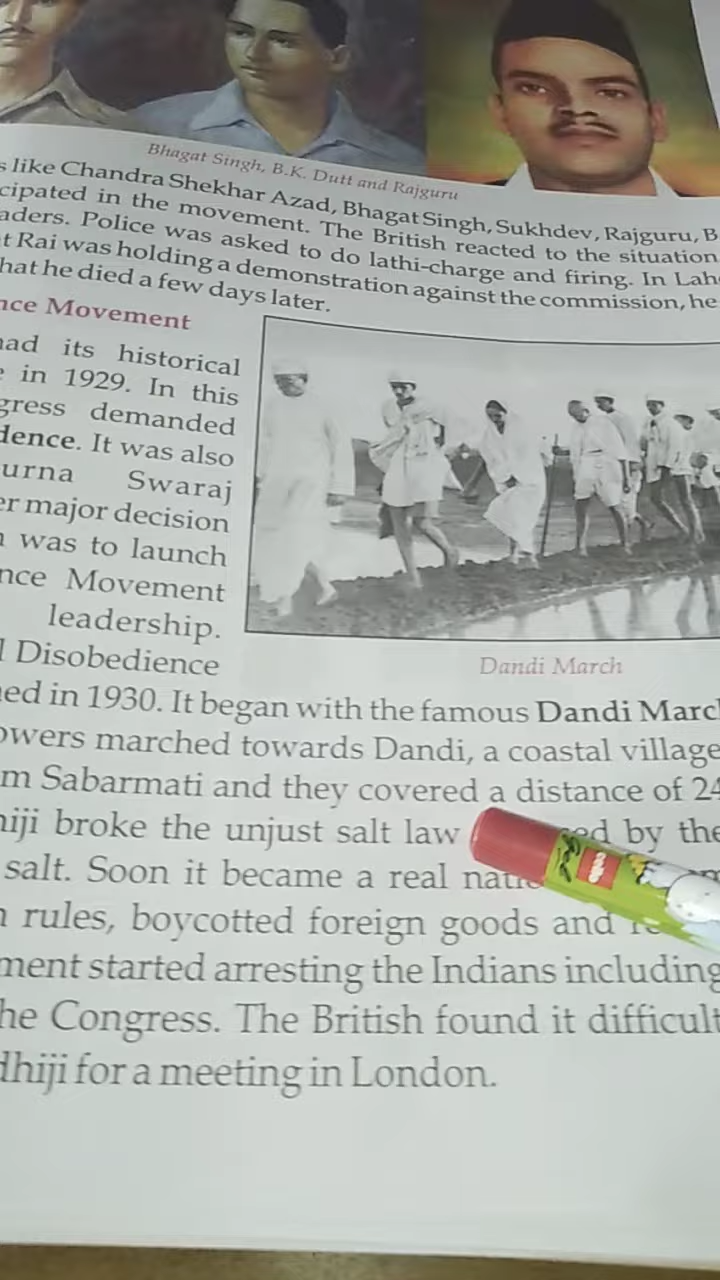 Bhagat Singh, B.K. Dutt and Rajguru
like Chandra Shekhar Azad, Bhagat Singh, Sukhdev, Rajguru, B
cipated in the movement. The British reacted to the situation
aders. Police was asked to do lathi-charge and firing. In Lah
t Rai was holding a demonstration against the commission, he
hat he died a few days later.
nce Movement
had its historical
in 1929. In this
gress demanded
dence. It was also
urna Swaraj
er major decision
was to launch
nce Movement
leadership.
l Disobedience
Dandi March
ed in 1930. It began with the famous Dandi Marc
owers marched towards Dandi, a coastal village
m Sabarmati and they covered a distance of 24
hiji broke the unjust salt law ed by the
salt. Soon it became a real nati
rules, boycotted foreign goods and
ment started arresting the Indians including
he Congress. The British found it difficult
dhiji for a meeting in London.